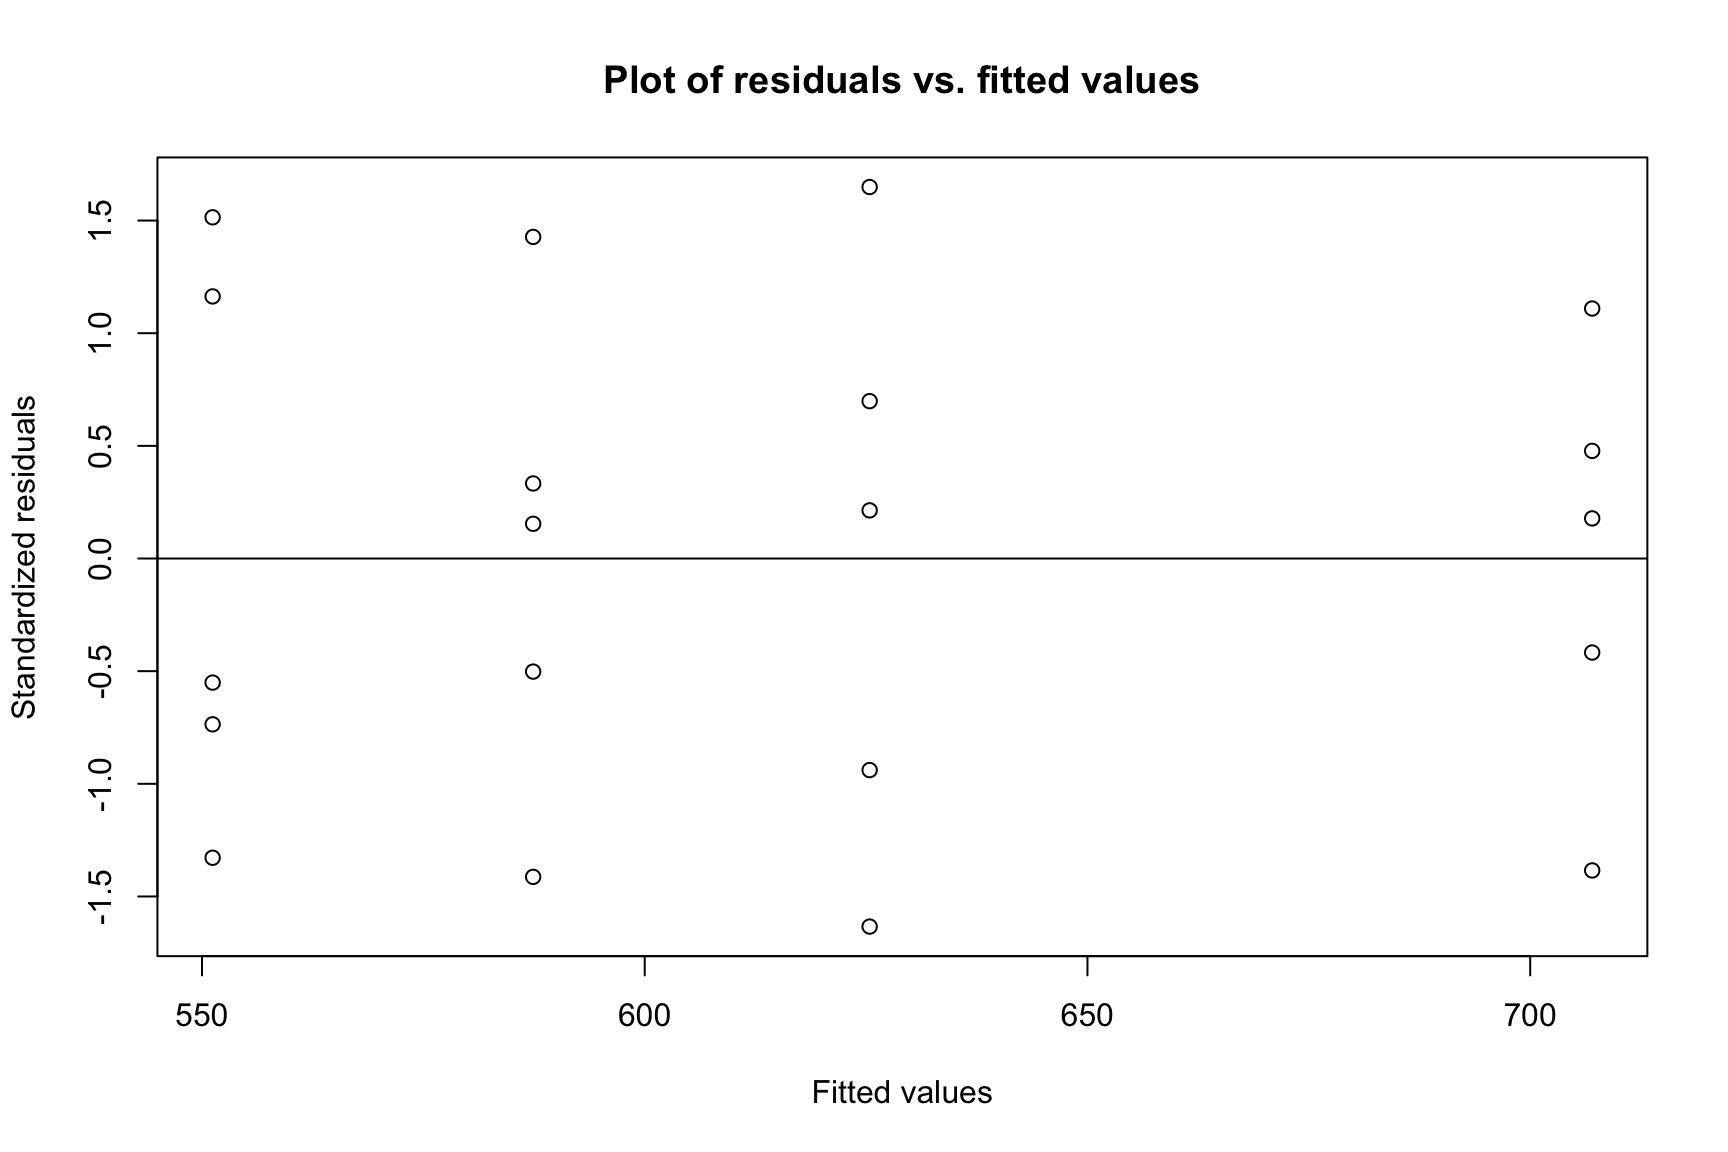 Plot of residuals vs. fitted values
Standardized residuals
1.5
1.0
0.5
0.0
-0.5
-1.0
-1.5
550 600 650 700
Fitted values